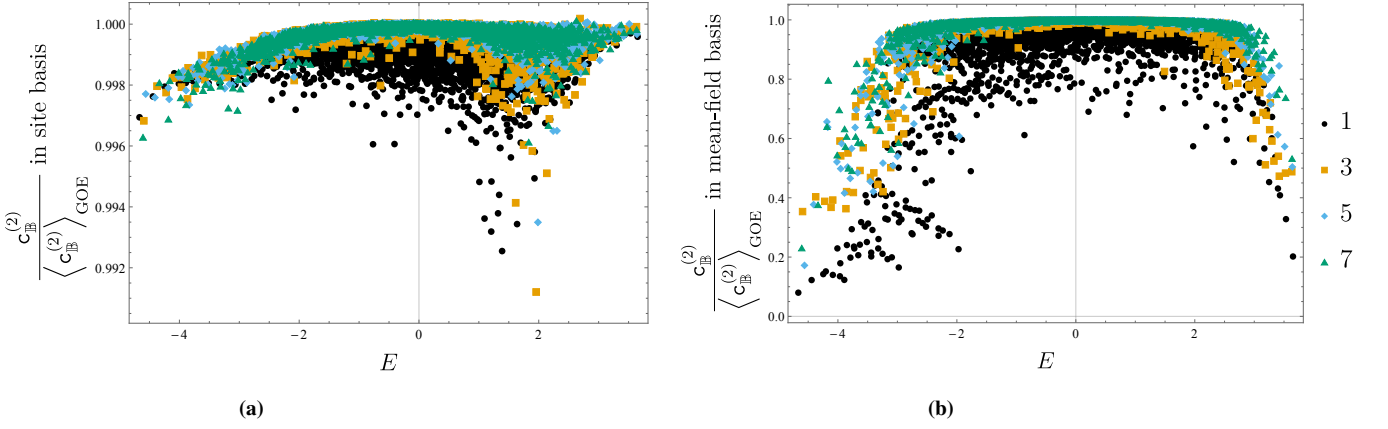 c_𝔹^(2) / ⟨c_𝔹^(2)⟩_GOE in site basis
1.000
0.998
0.996
0.994
0.992
−4 −2 0 2
E
(a)
c_𝔹^(2) / ⟨c_𝔹^(2)⟩_GOE in mean-field basis
1.0
0.8
0.6
0.4
0.2
0.0
−4 −2 0 2
E
(b)
1
3
5
7